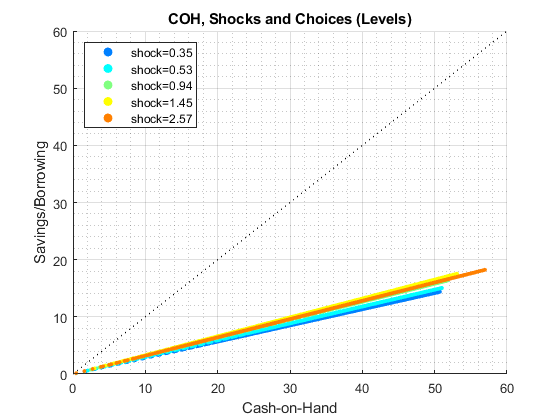 COH, Shocks and Choices (Levels)
60
50
40
30
20
10
0
Savings/Borrowing
shock=0.35
shock=0.53
shock=0.94
shock=1.45
shock=2.57
0 10 20 30 40 50 60
Cash-on-Hand